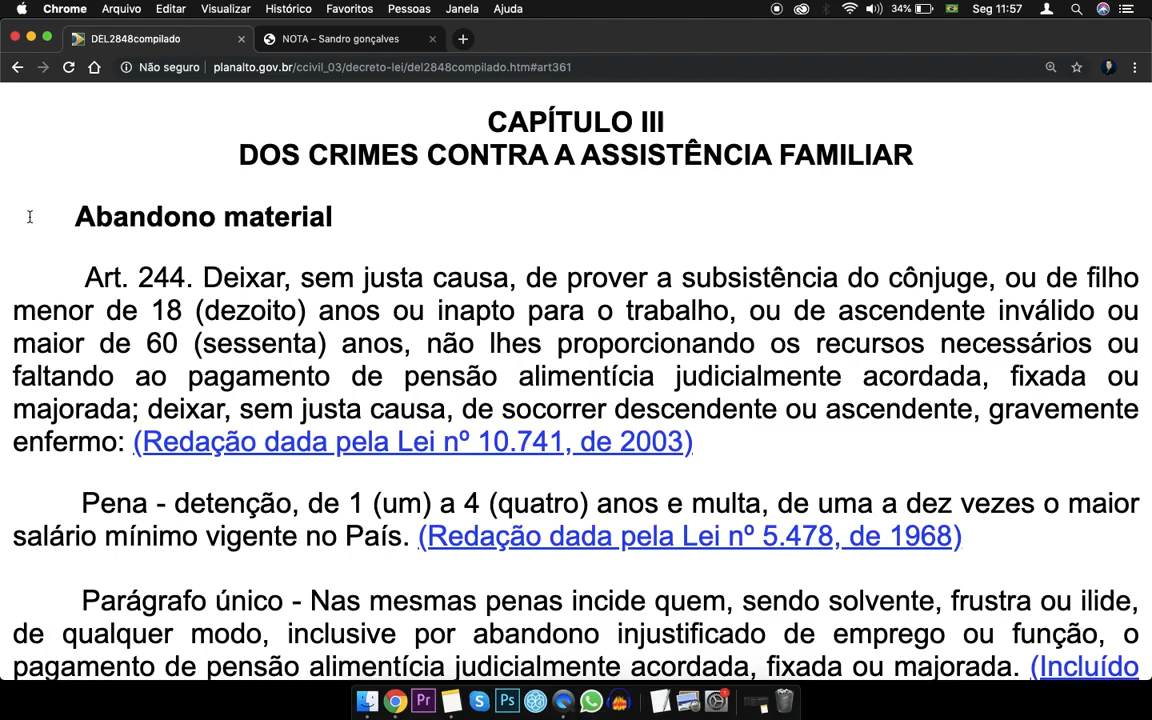 Chrome Arquivo Editar Visualizar Histórico Favoritos Pessoas Janela Ajuda 34% Seg 11:57
DEL2848compilado NOTA – Sandro gonçalves
Não seguro planalto.gov.br/ccivil_03/decreto-lei/del2848compilado.htm#art361
CAPÍTULO III
DOS CRIMES CONTRA A ASSISTÊNCIA FAMILIAR
Abandono material
Art. 244. Deixar, sem justa causa, de prover a subsistência do cônjuge, ou de filho
menor de 18 (dezoito) anos ou inapto para o trabalho, ou de ascendente inválido ou
maior de 60 (sessenta) anos, não lhes proporcionando os recursos necessários ou
faltando ao pagamento de pensão alimentícia judicialmente acordada, fixada ou
majorada; deixar, sem justa causa, de socorrer descendente ou ascendente, gravemente
enfermo: (Redação dada pela Lei nº 10.741, de 2003)
Pena - detenção, de 1 (um) a 4 (quatro) anos e multa, de uma a dez vezes o maior
salário mínimo vigente no País. (Redação dada pela Lei nº 5.478, de 1968)
Parágrafo único - Nas mesmas penas incide quem, sendo solvente, frustra ou ilide,
de qualquer modo, inclusive por abandono injustificado de emprego ou função, o
pagamento de pensão alimentícia judicialmente acordada, fixada ou majorada. (Incluído
Pr Ps 1